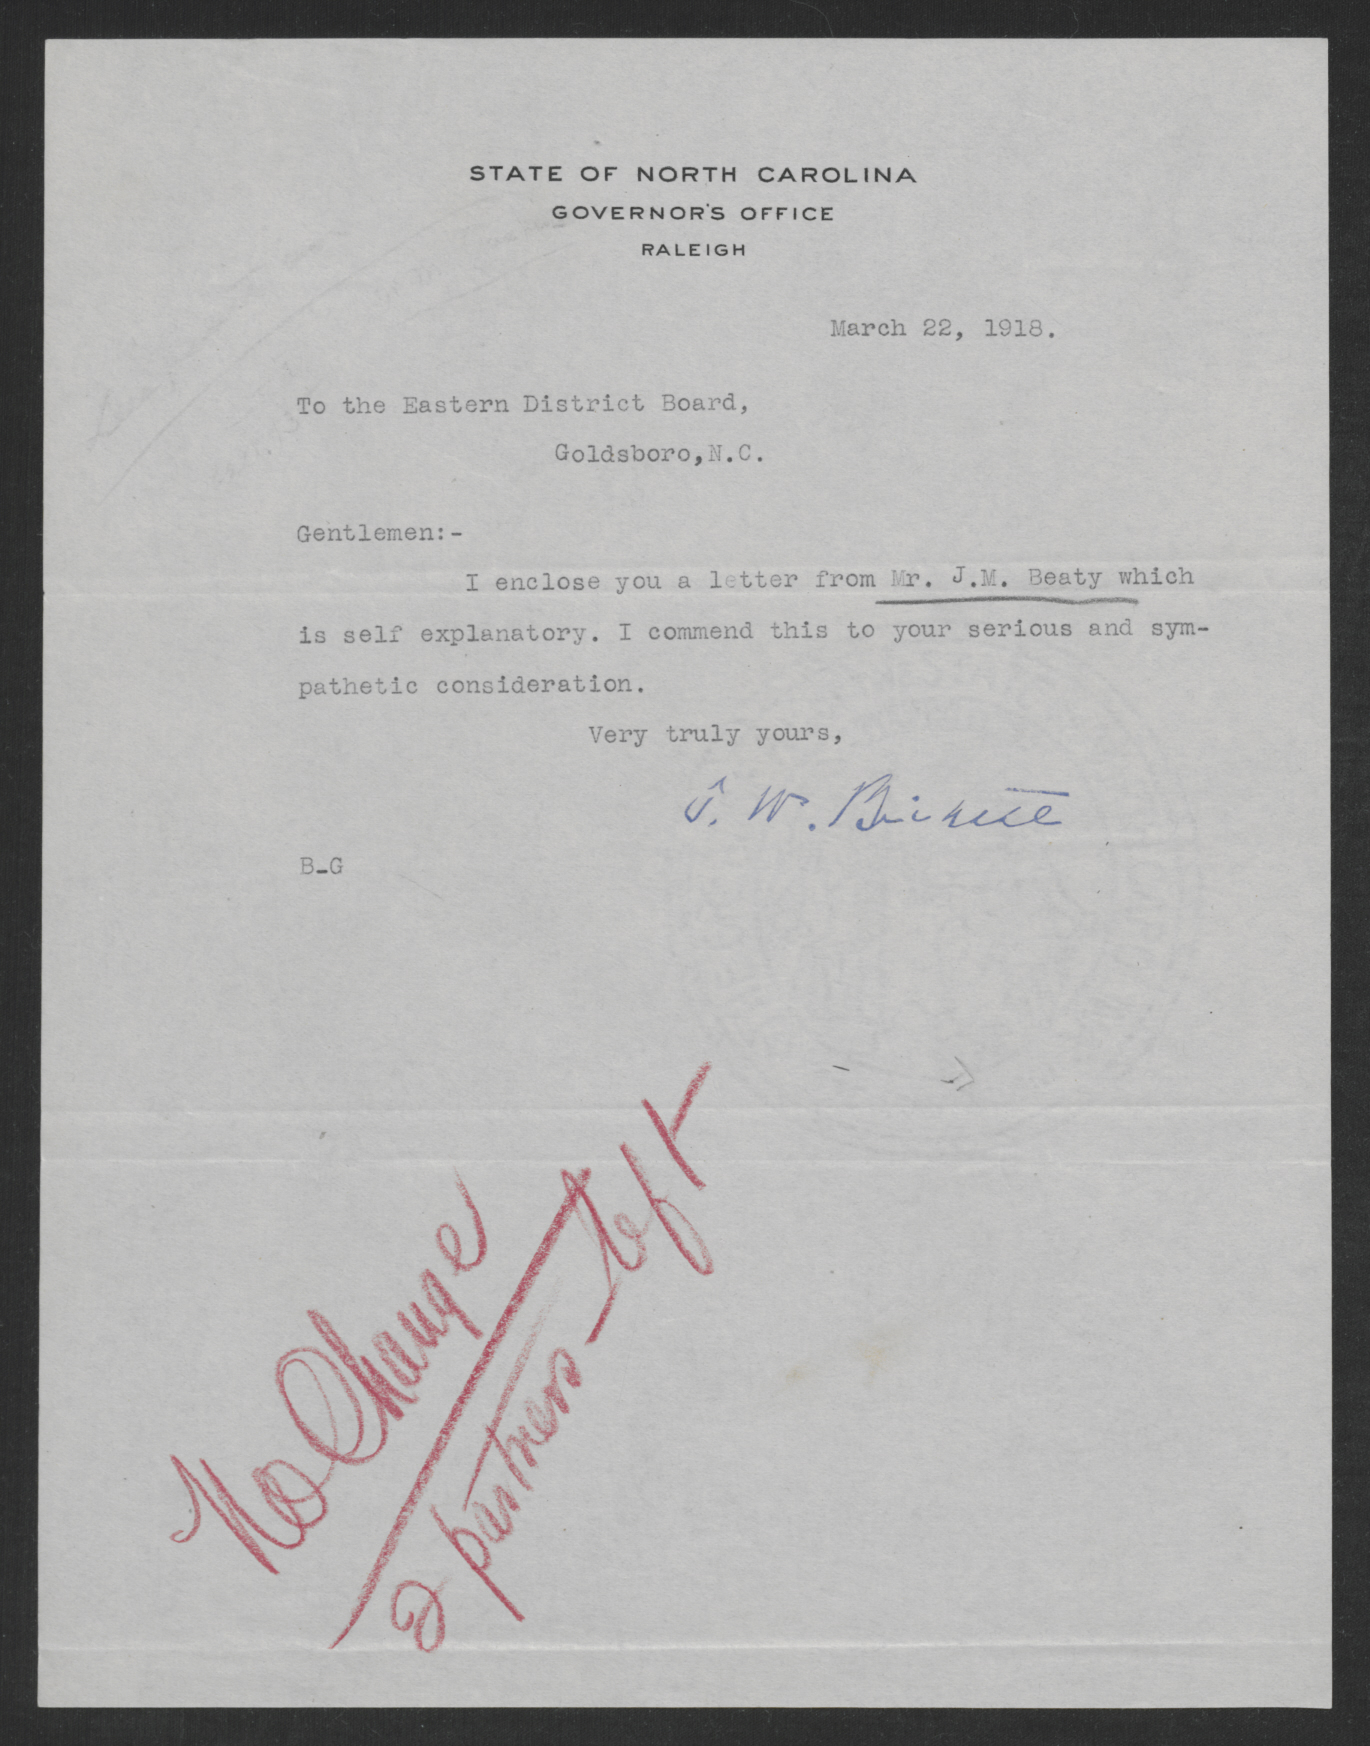 STATE OF NORTH CAROLINA
GOVERNOR'S OFFICE
RALEIGH
March 22, 1918.
To the Eastern District Board,
Goldsboro,N.C.
Gentlemen:-
I enclose you a letter from Mr. J.M. Beaty which
is self explanatory. I commend this to your serious and sym-
pathetic consideration.
Very truly yours,
T. W. Bickett
B-G
No Change
2 partners - left